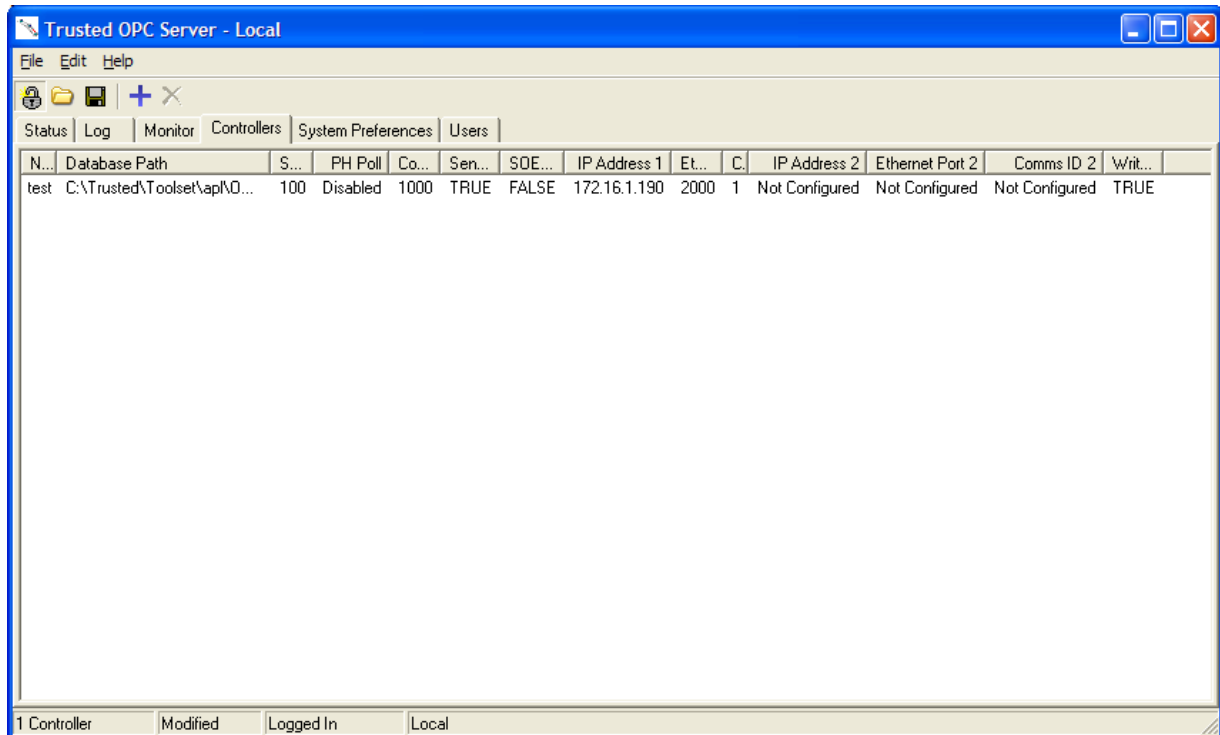 Trusted OPC Server - Local
File Edit Help
Status Log Monitor Controllers System Preferences Users
N... Database Path S... PH Poll Co... Sen... SOE... IP Address 1 Et... C. IP Address 2 Ethernet Port 2 Comms ID 2 Writ...
test C:\Trusted\Toolset\apl\O... 100 Disabled 1000 TRUE FALSE 172.16.1.190 2000 1 Not Configured Not Configured Not Configured TRUE
1 Controller Modified Logged In Local